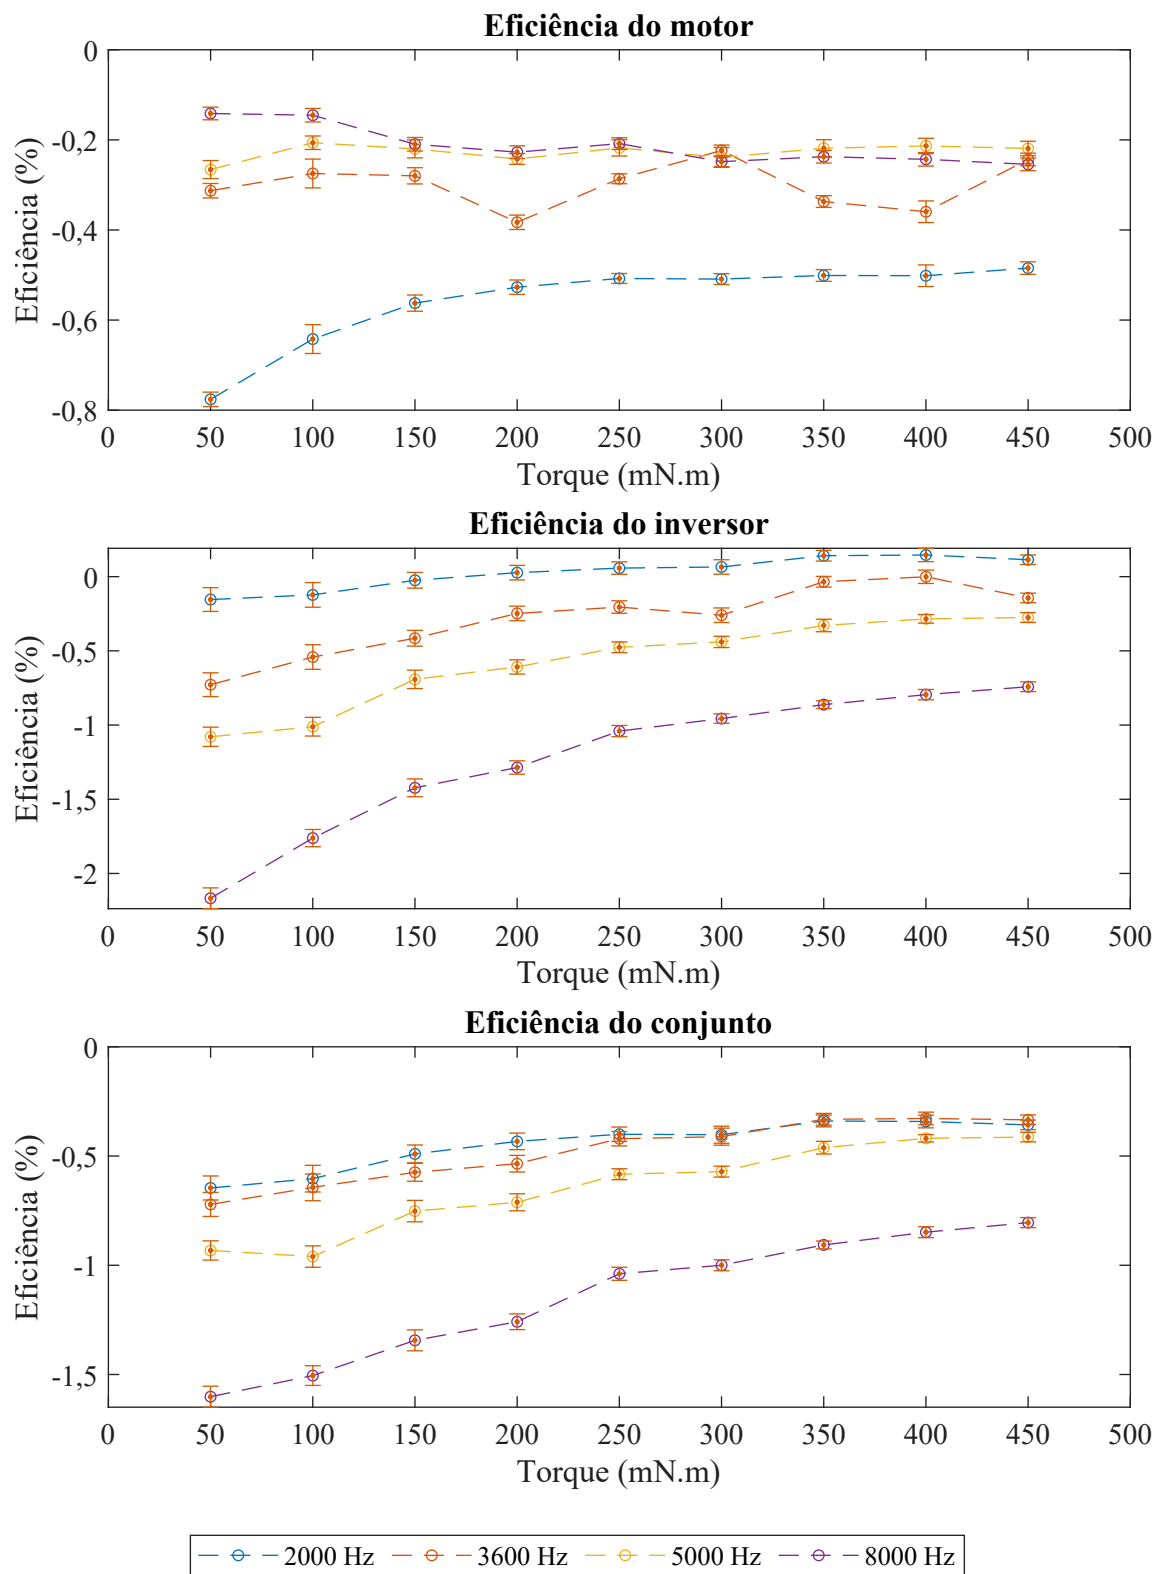 Eficiência do motor
0
-0,2
-0,4
-0,6
-0,8
Eficiência (%)
0 50 100 150 200 250 300 350 400 450 500
Torque (mN.m)
Eficiência do inversor
0
-0,5
-1
-1,5
-2
Eficiência (%)
0 50 100 150 200 250 300 350 400 450 500
Torque (mN.m)
Eficiência do conjunto
0
-0,5
-1
-1,5
Eficiência (%)
0 50 100 150 200 250 300 350 400 450 500
Torque (mN.m)
2000 Hz 3600 Hz 5000 Hz 8000 Hz